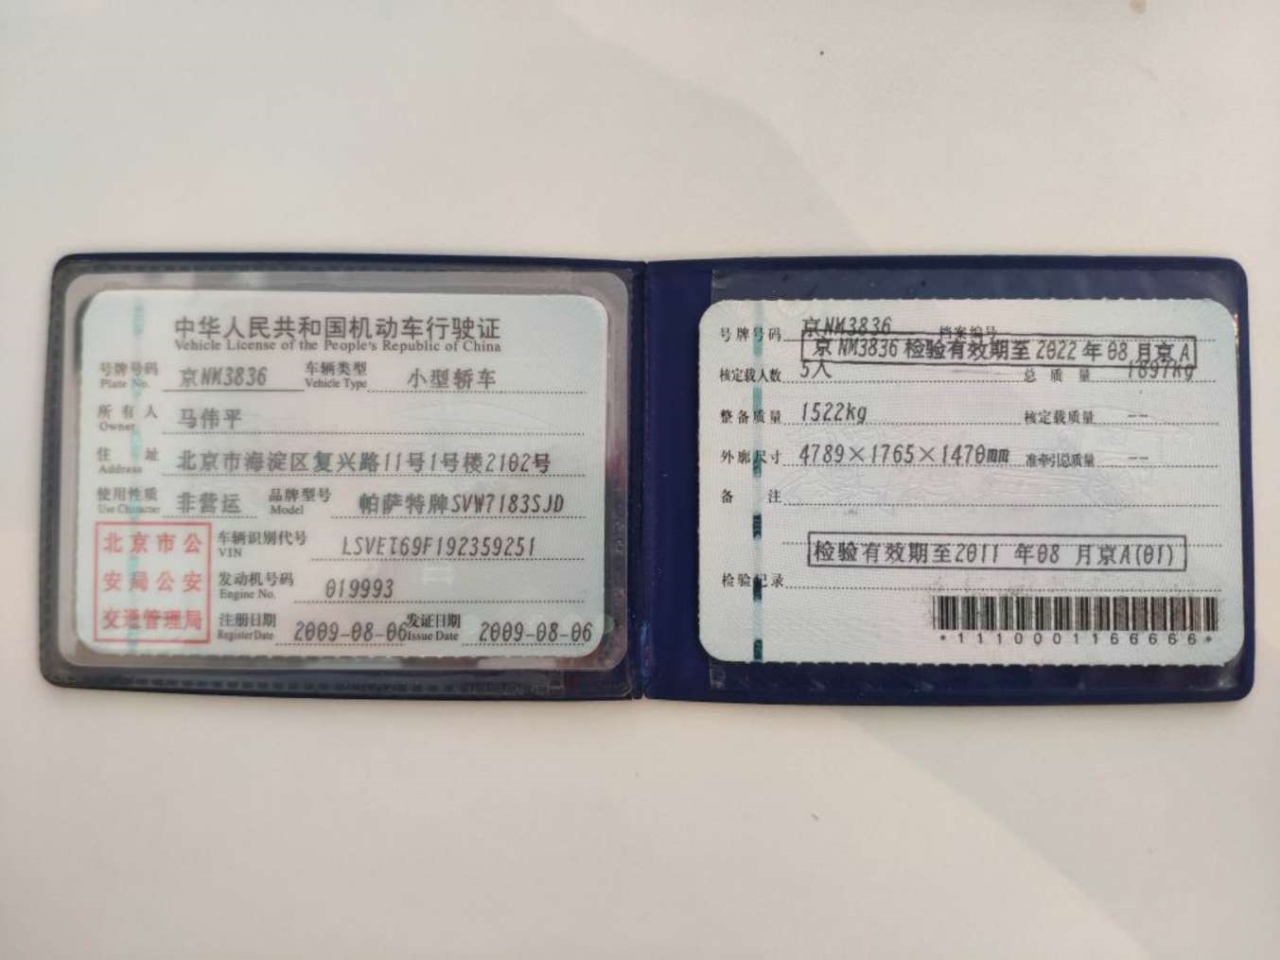 中华人民共和国机动车行驶证
Vehicle License of the People's Republic of China
号牌号码 京NM3836 车辆类型 小型轿车
Plate No. Vehicle Type
所有人 马伟平
Owner
住址 北京市海淀区复兴路11号1号楼2102号
Address
使用性质 非营运 品牌型号 帕萨特牌SVW7183SJD
Use Character Model
北京市公
安局公安
交通管理局
车辆识别代号 LSVET69F192359251
VIN
发动机号码 019993
Engine No.
注册日期 2009-08-06 发证日期 2009-08-06
Register Date Issue Date
号牌号码 京NM3836 档案编号
京NM3836检验有效期至2022年08月京A
核定载人数 5人 总质量 1897kg
整备质量 1522kg 核定载质量 --
外廓尺寸 4789×1765×1470mm 准牵引总质量 --
备注
检验有效期至2011 年08 月京A(01)
检验记录
*1110001166666*